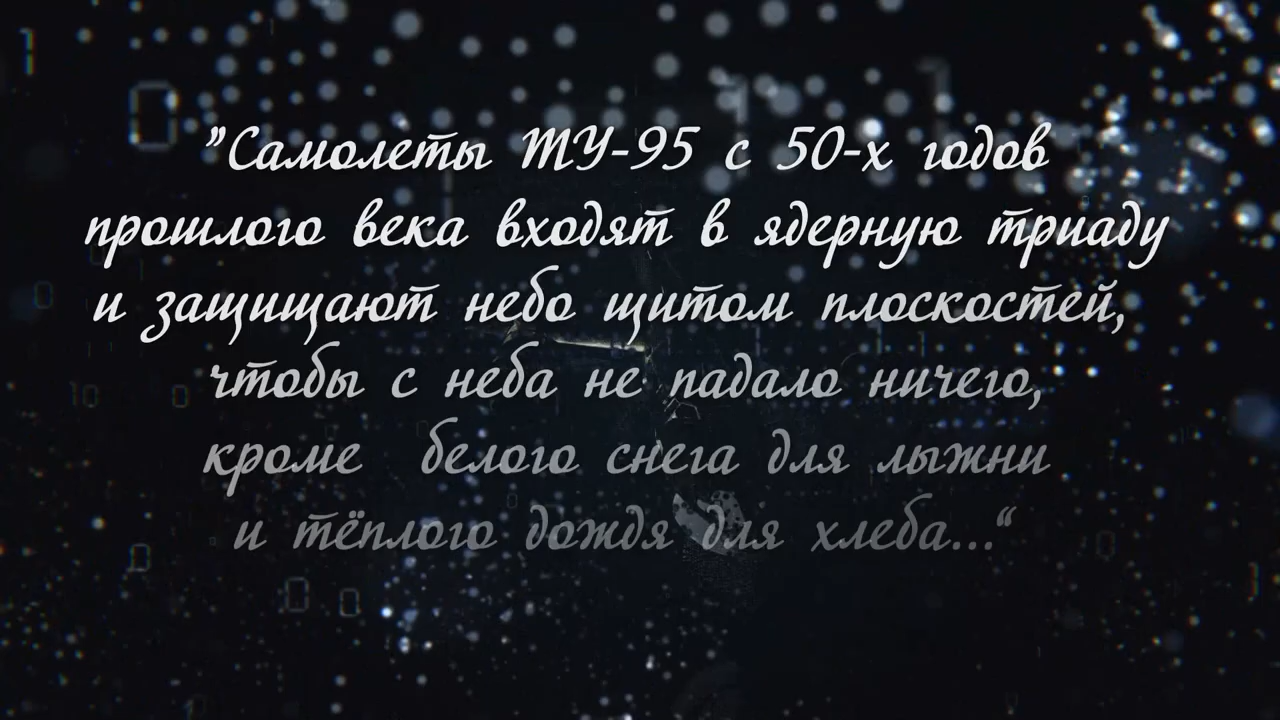 "Самолеты ТУ-95 с 50-х годов
прошлого века входят в ядерную триаду
и защищают небо щитом плоскостей,
чтобы с неба не падало ничего,
кроме белого снега для лыжни
и тёплого дождя для хлеба..."